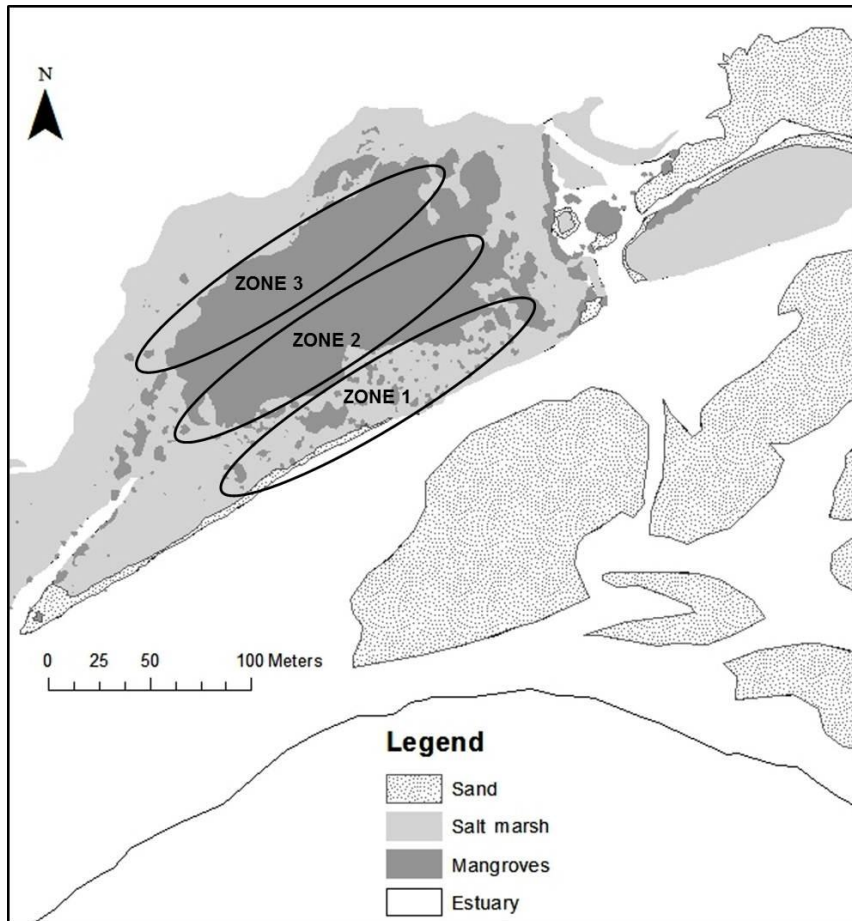 N
ZONE 3
ZONE 2
ZONE 1
0 25 50 100 Meters
Legend
Sand
Salt marsh
Mangroves
Estuary